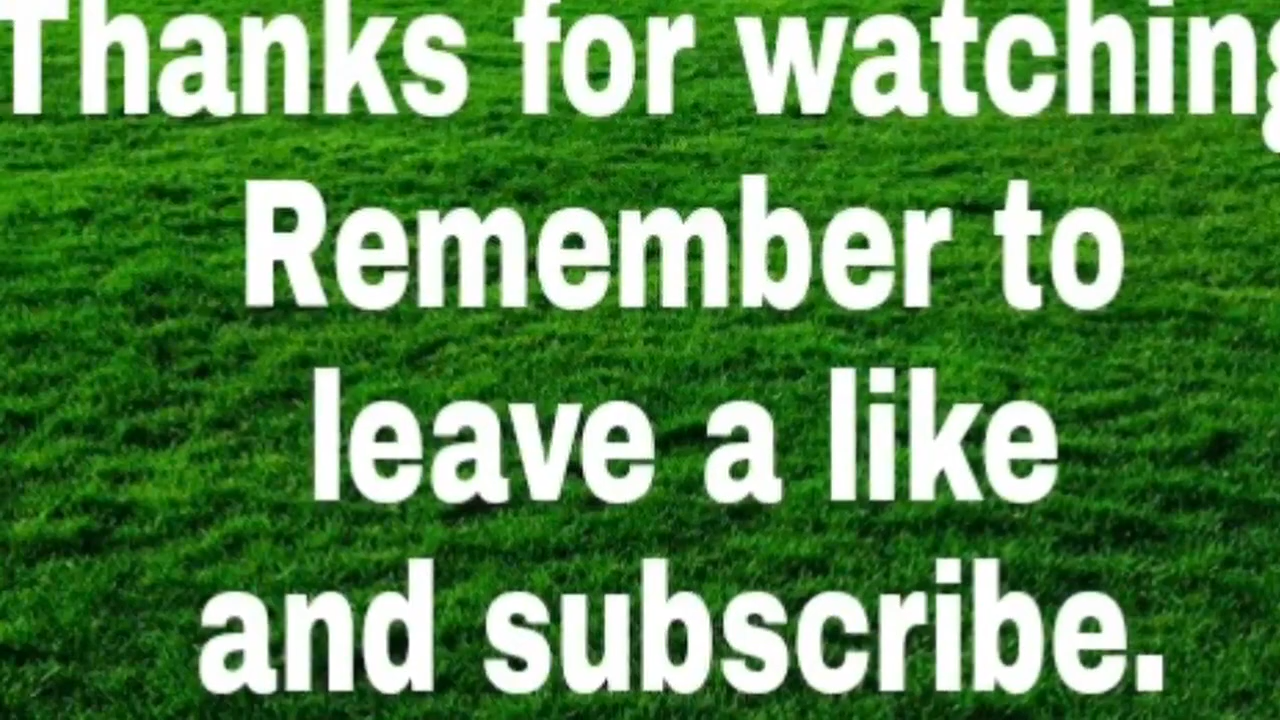 Thanks for watching
Remember to
leave a like
and subscribe.